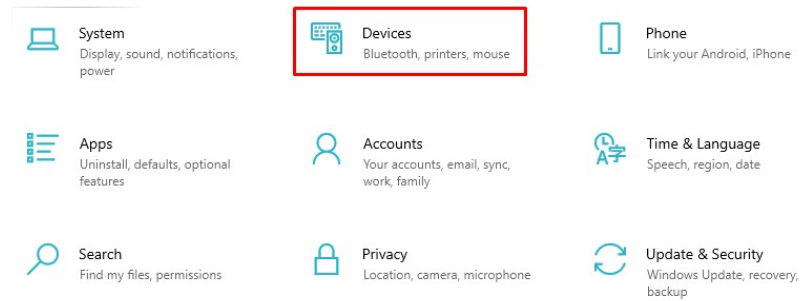 System
Display, sound, notifications,
power
Devices
Bluetooth, printers, mouse
Phone
Link your Android, iPhone
Apps
Uninstall, defaults, optional
features
Accounts
Your accounts, email, sync,
work, family
Time & Language
Speech, region, date
Search
Find my files, permissions
Privacy
Location, camera, microphone
Update & Security
Windows Update, recovery,
backup